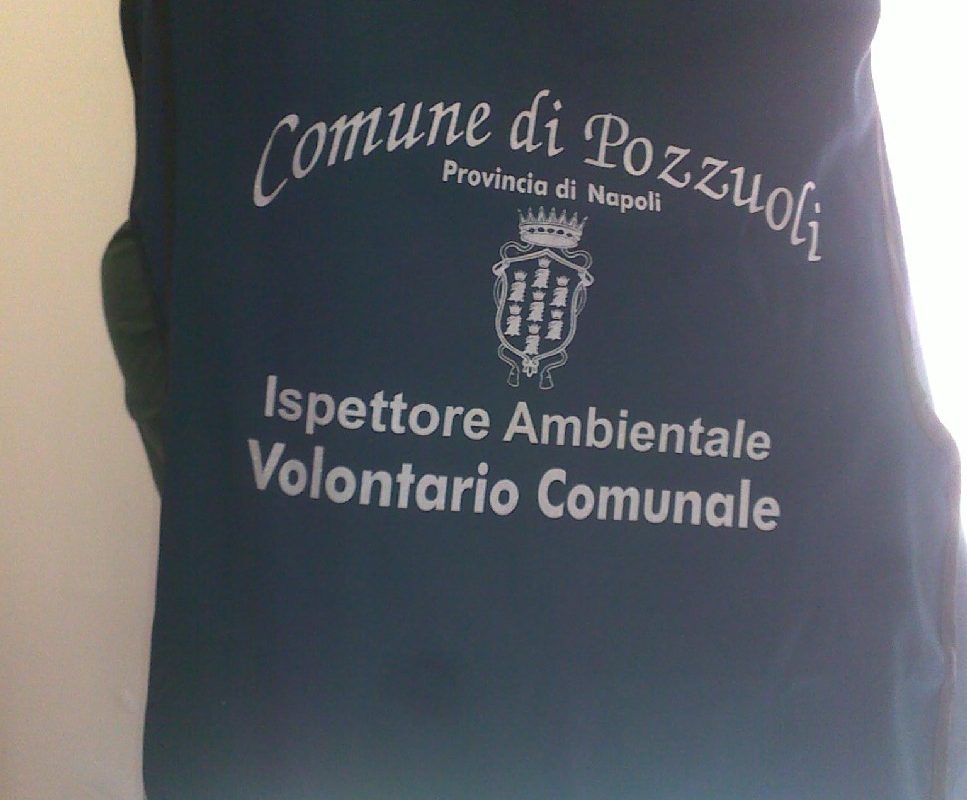 Comune di Pozzuoli
Provincia di Napoli
Ispettore Ambientale
Volontario Comunale